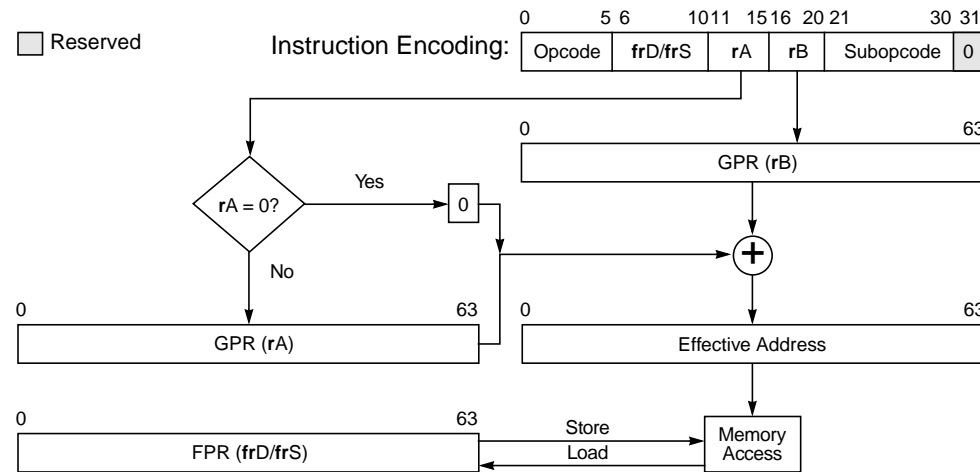 0 5 6 10 11 15 16 20 21 30 31
Reserved
Instruction Encoding:
Opcode frD/frS rA rB Subopcode 0
0 63
GPR (rB)
Yes
rA = 0?
0
+
No
0 63
GPR (rA)
0 63
Effective Address
0 63
FPR (frD/frS)
Store
Load
Memory
Access